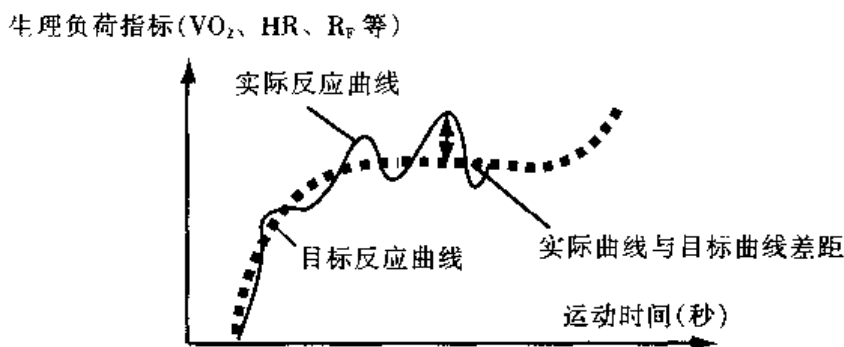 生理负荷指标(VO₂、HR、R_F 等)
实际反应曲线
目标反应曲线
实际曲线与目标曲线差距
运动时间(秒)